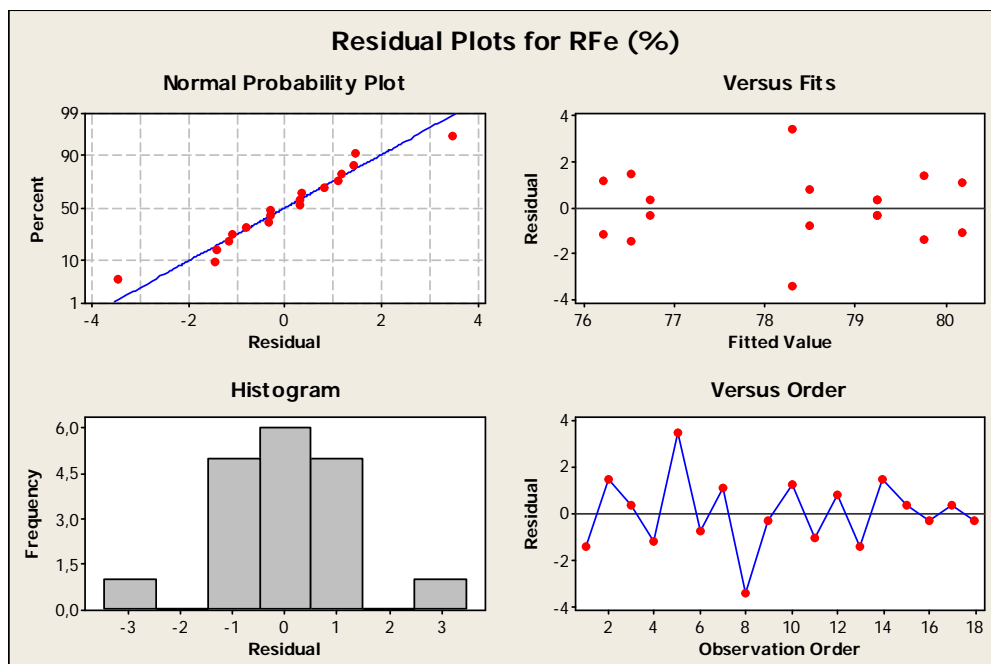 Residual Plots for RFe (%)
Normal Probability Plot
99
90
50
10
1
Percent
-4 -2 0 2 4
Residual
Versus Fits
4
2
0
-2
-4
Residual
76 77 78 79 80
Fitted Value
Histogram
6,0
4,5
3,0
1,5
0,0
Frequency
-3 -2 -1 0 1 2 3
Residual
Versus Order
4
2
0
-2
-4
Residual
2 4 6 8 10 12 14 16 18
Observation Order